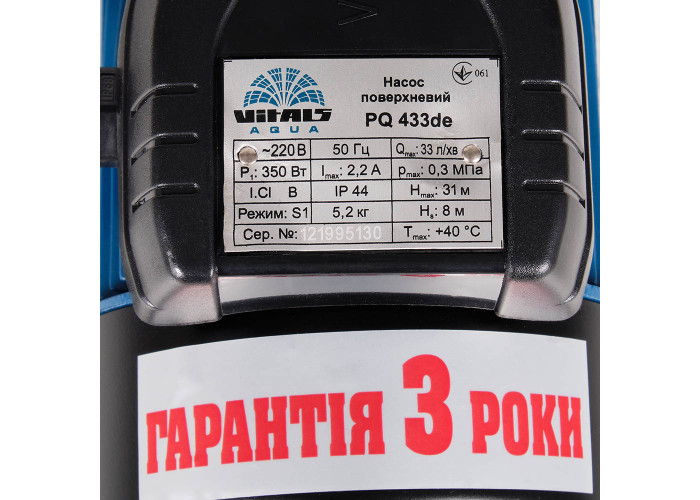 VITALS
AQUA
Насос
поверхневий
PQ 433de
061
~220 В 50 Гц Qmax: 33 л/хв
P1: 350 Вт Imax: 2,2 А pmax: 0,3 МПа
I.Cl В IP 44 Hmax: 31 м
Режим: S1 5,2 кг Hs: 8 м
Сер. №: 121995130 Tmax: +40 °C
ГАРАНТІЯ 3 РОКИ